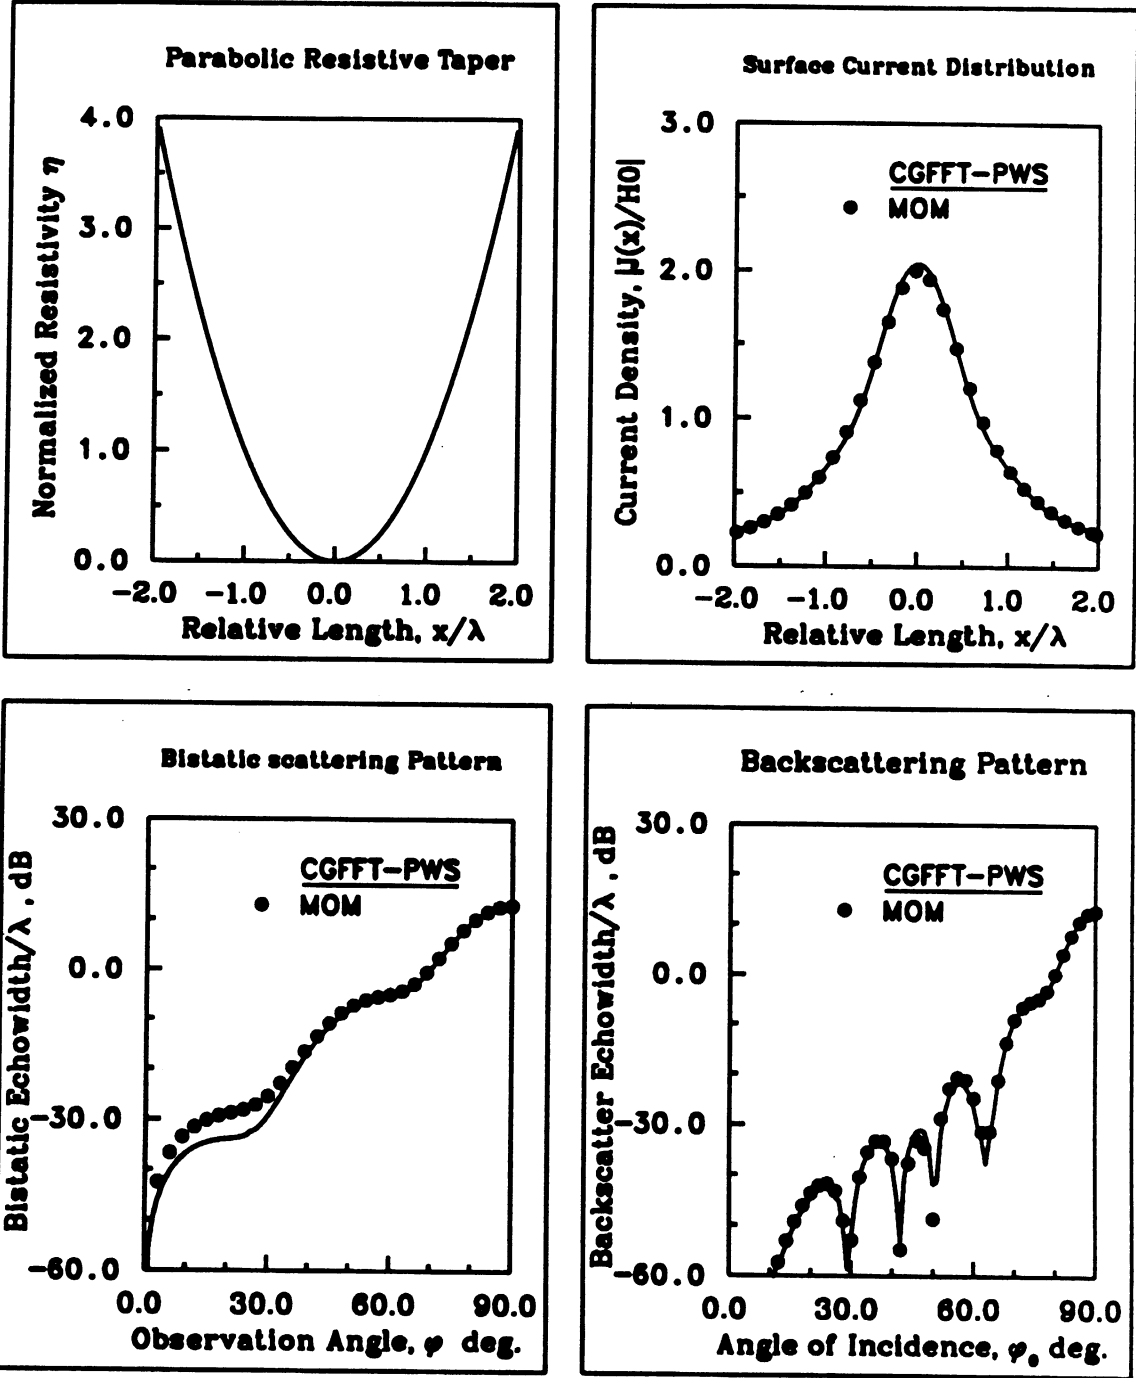 Parabolic Resistive Taper
4.0
3.0
2.0
1.0
0.0
Normalized Resistivity η
-2.0 -1.0 0.0 1.0 2.0
Relative Length, x/λ
Surface Current Distribution
3.0
2.0
1.0
0.0
Current Density, |J(x)/H0|
CGFFT-PWS
MOM
-2.0 -1.0 0.0 1.0 2.0
Relative Length, x/λ
Bistatic scattering Pattern
30.0
0.0
-30.0
-60.0
Bistatic Echowidth/λ , dB
CGFFT-PWS
MOM
0.0 30.0 60.0 90.0
Observation Angle, φ deg.
Backscattering Pattern
30.0
0.0
-30.0
-60.0
Backscatter Echowidth/λ , dB
CGFFT-PWS
MOM
0.0 30.0 60.0 90.0
Angle of Incidence, φ₀ deg.